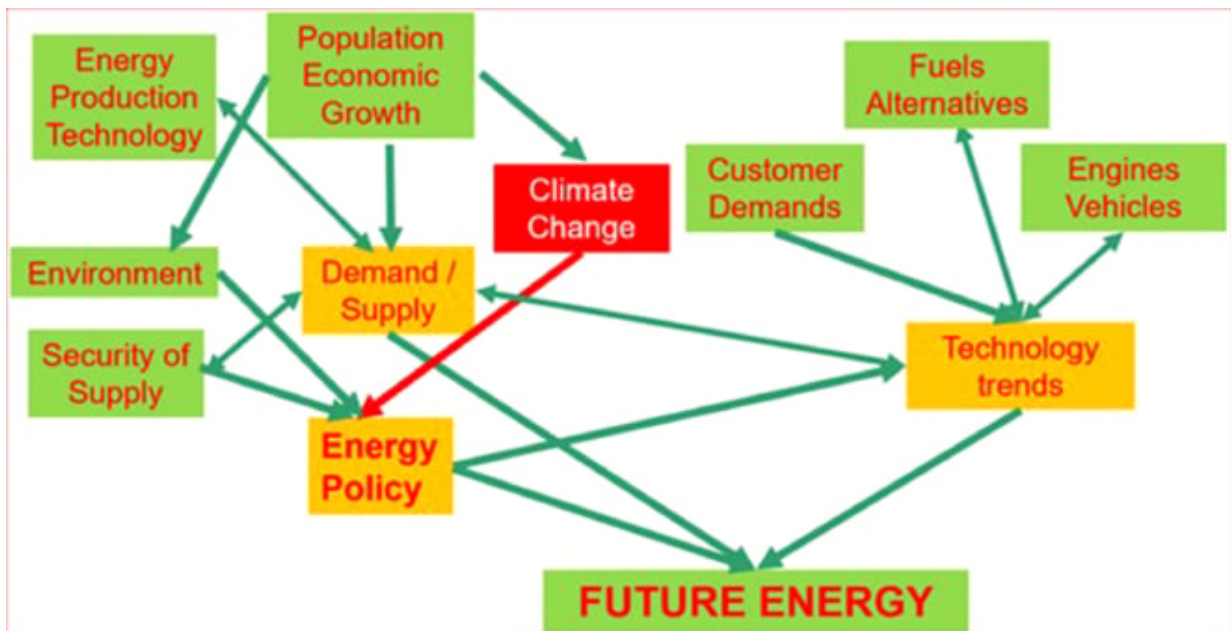 Energy
Production
Technology
Population
Economic
Growth
Fuels
Alternatives
Climate
Change
Customer
Demands
Engines
Vehicles
Environment
Demand /
Supply
Security of
Supply
Technology
trends
Energy
Policy
FUTURE ENERGY